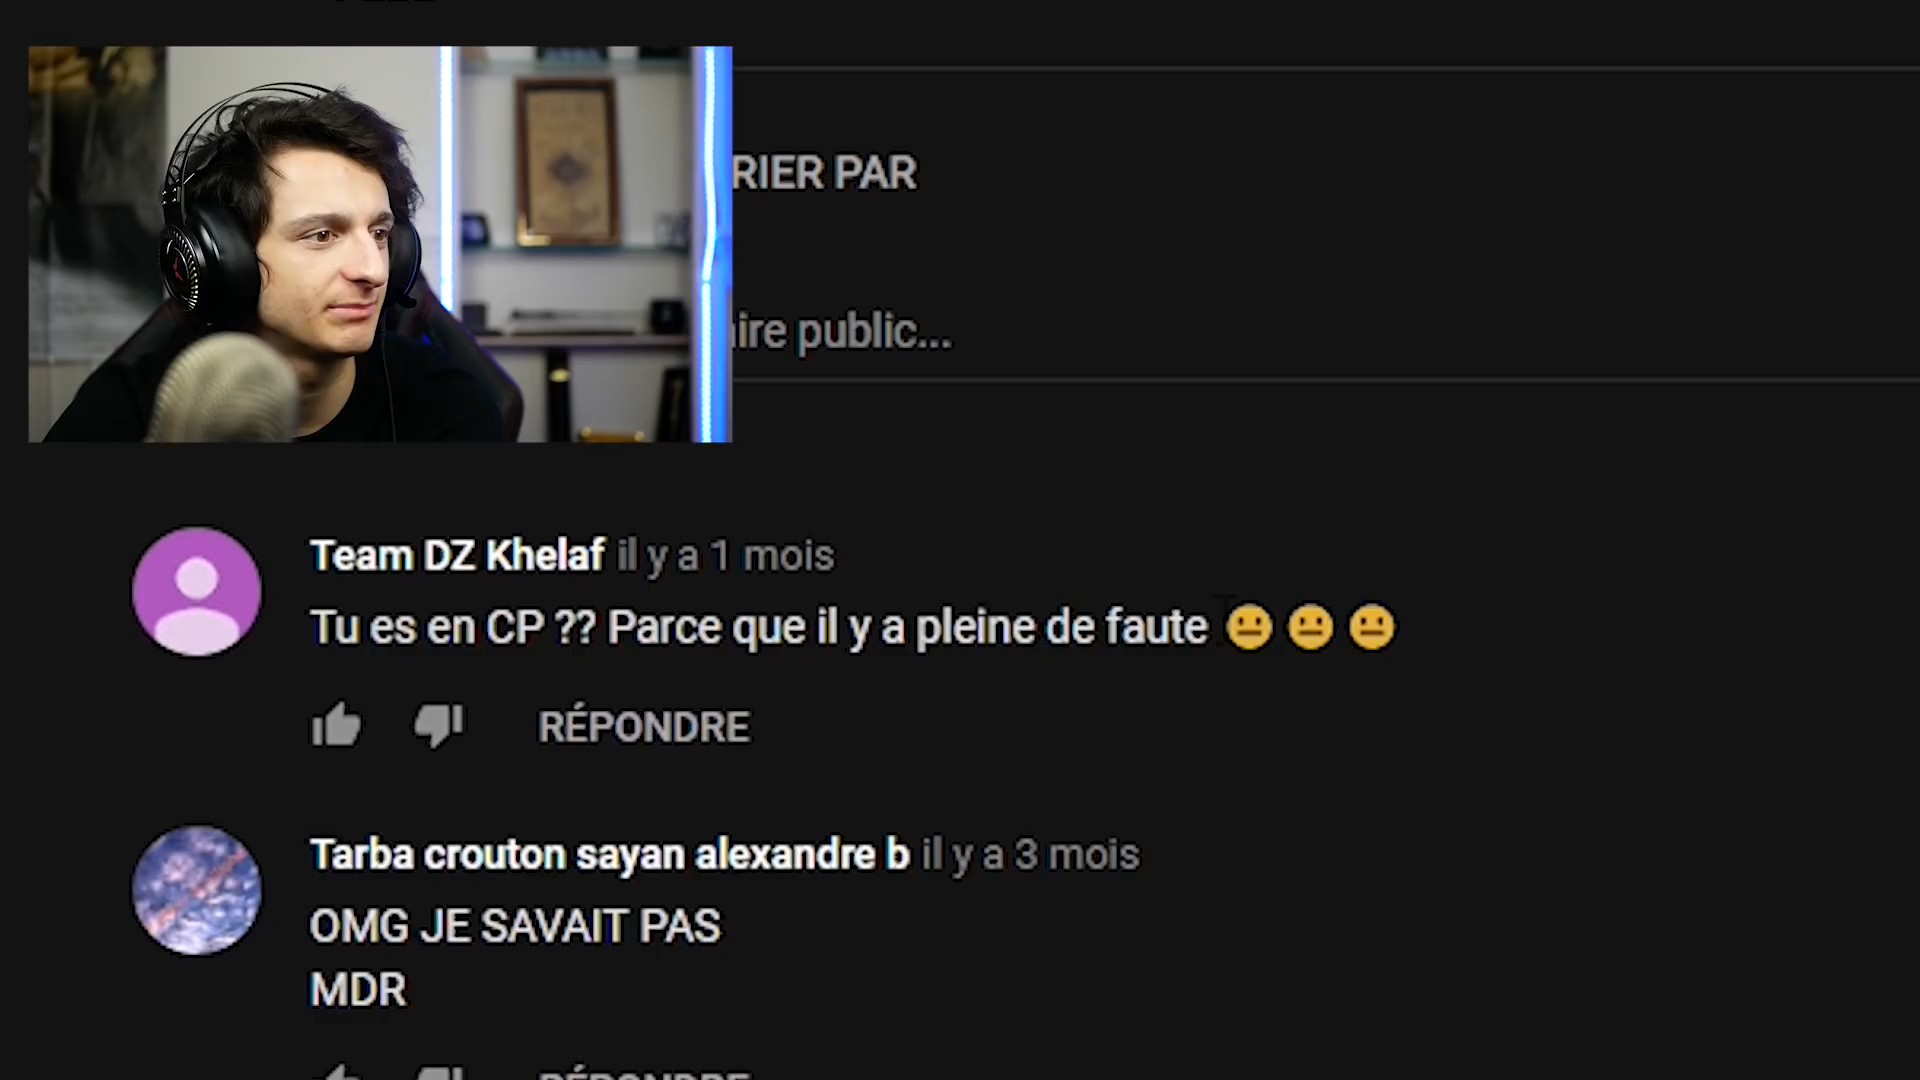 RIER PAR
ire public...
Team DZ Khelaf il y a 1 mois
Tu es en CP ?? Parce que il y a pleine de faute 😐 😐 😐
RÉPONDRE
Tarba crouton sayan alexandre b il y a 3 mois
OMG JE SAVAIT PAS
MDR
RÉPONDRE